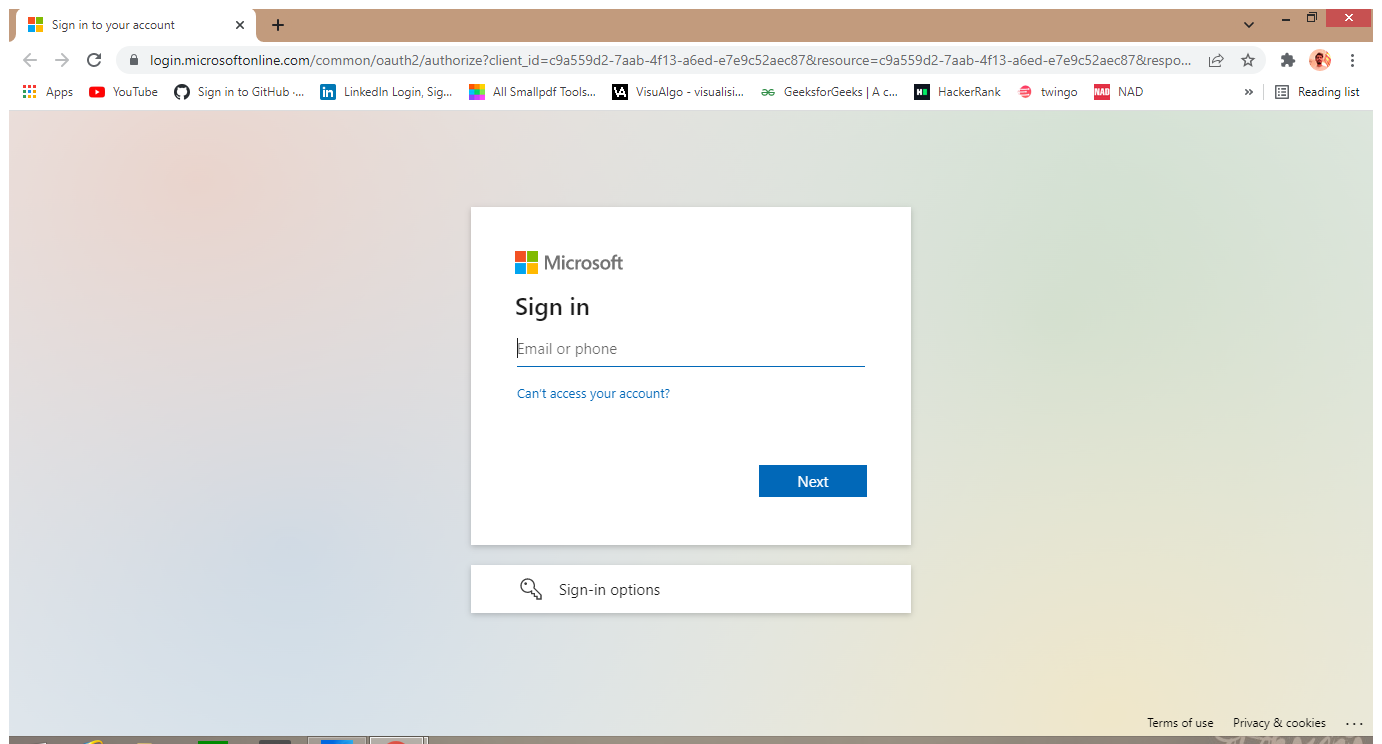 Sign in to your account
login.microsoftonline.com/common/oauth2/authorize?client_id=c9a559d2-7aab-4f13-a6ed-e7e9c52aec87&resource=c9a559d2-7aab-4f13-a6ed-e7e9c52aec87&respo...
Apps YouTube Sign in to GitHub ·... LinkedIn Login, Sig... All Smallpdf Tools... VA VisuAlgo - visualisi... GeeksforGeeks | A c... H HackerRank twingo NAD NAD » Reading list
Microsoft
Sign in
Email or phone
Can't access your account?
Next
Sign-in options
Terms of use Privacy & cookies ...